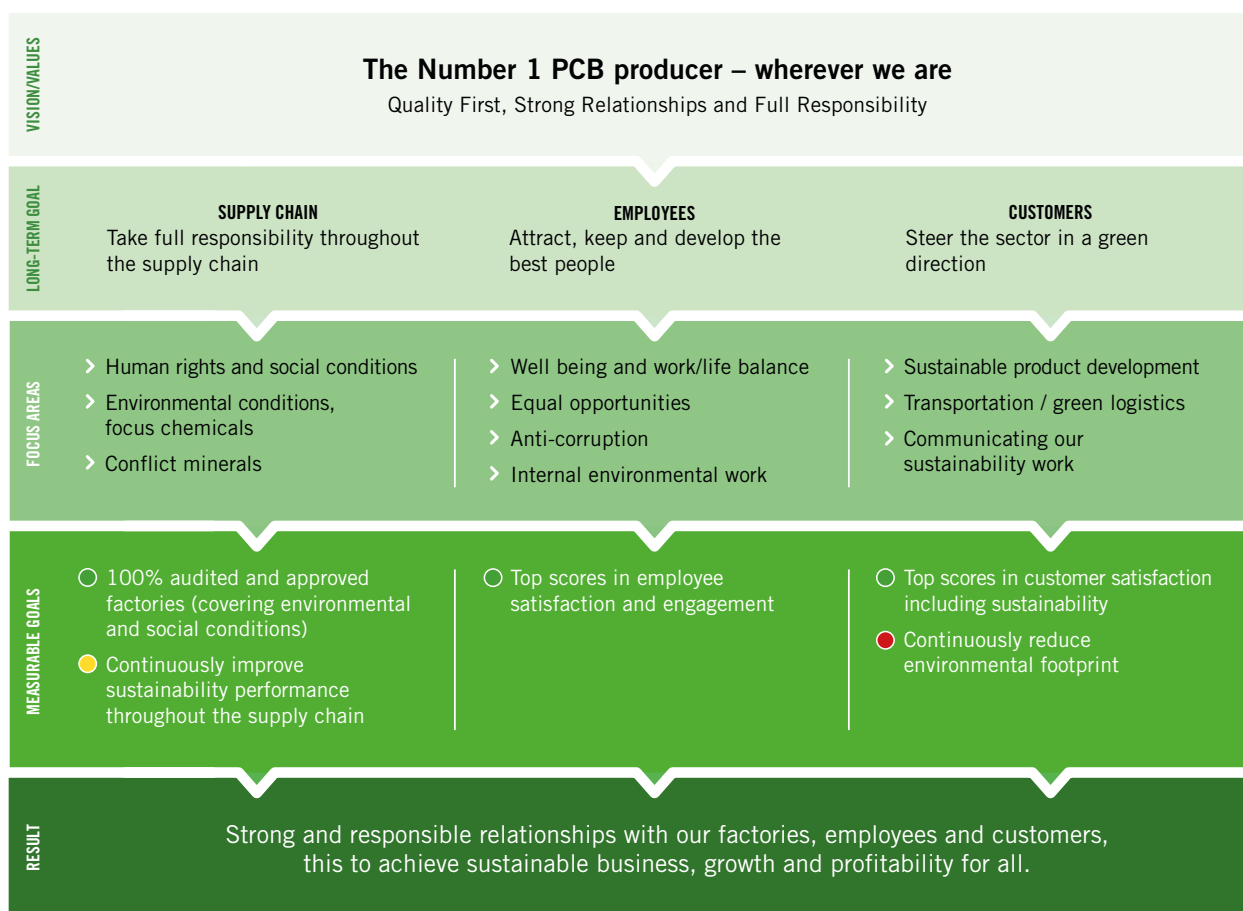 VISION/VALUES
The Number 1 PCB producer – wherever we are
Quality First, Strong Relationships and Full Responsibility
LONG-TERM GOAL
SUPPLY CHAIN
Take full responsibility throughout
the supply chain
EMPLOYEES
Attract, keep and develop the
best people
CUSTOMERS
Steer the sector in a green
direction
FOCUS AREAS
Human rights and social conditions
Environmental conditions,
focus chemicals
Conflict minerals
Well being and work/life balance
Equal opportunities
Anti-corruption
Internal environmental work
Sustainable product development
Transportation / green logistics
Communicating our
sustainability work
MEASURABLE GOALS
100% audited and approved
factories (covering environmental
and social conditions)
Continuously improve
sustainability performance
throughout the supply chain
Top scores in employee
satisfaction and engagement
Top scores in customer satisfaction
including sustainability
Continuously reduce
environmental footprint
RESULT
Strong and responsible relationships with our factories, employees and customers,
this to achieve sustainable business, growth and profitability for all.